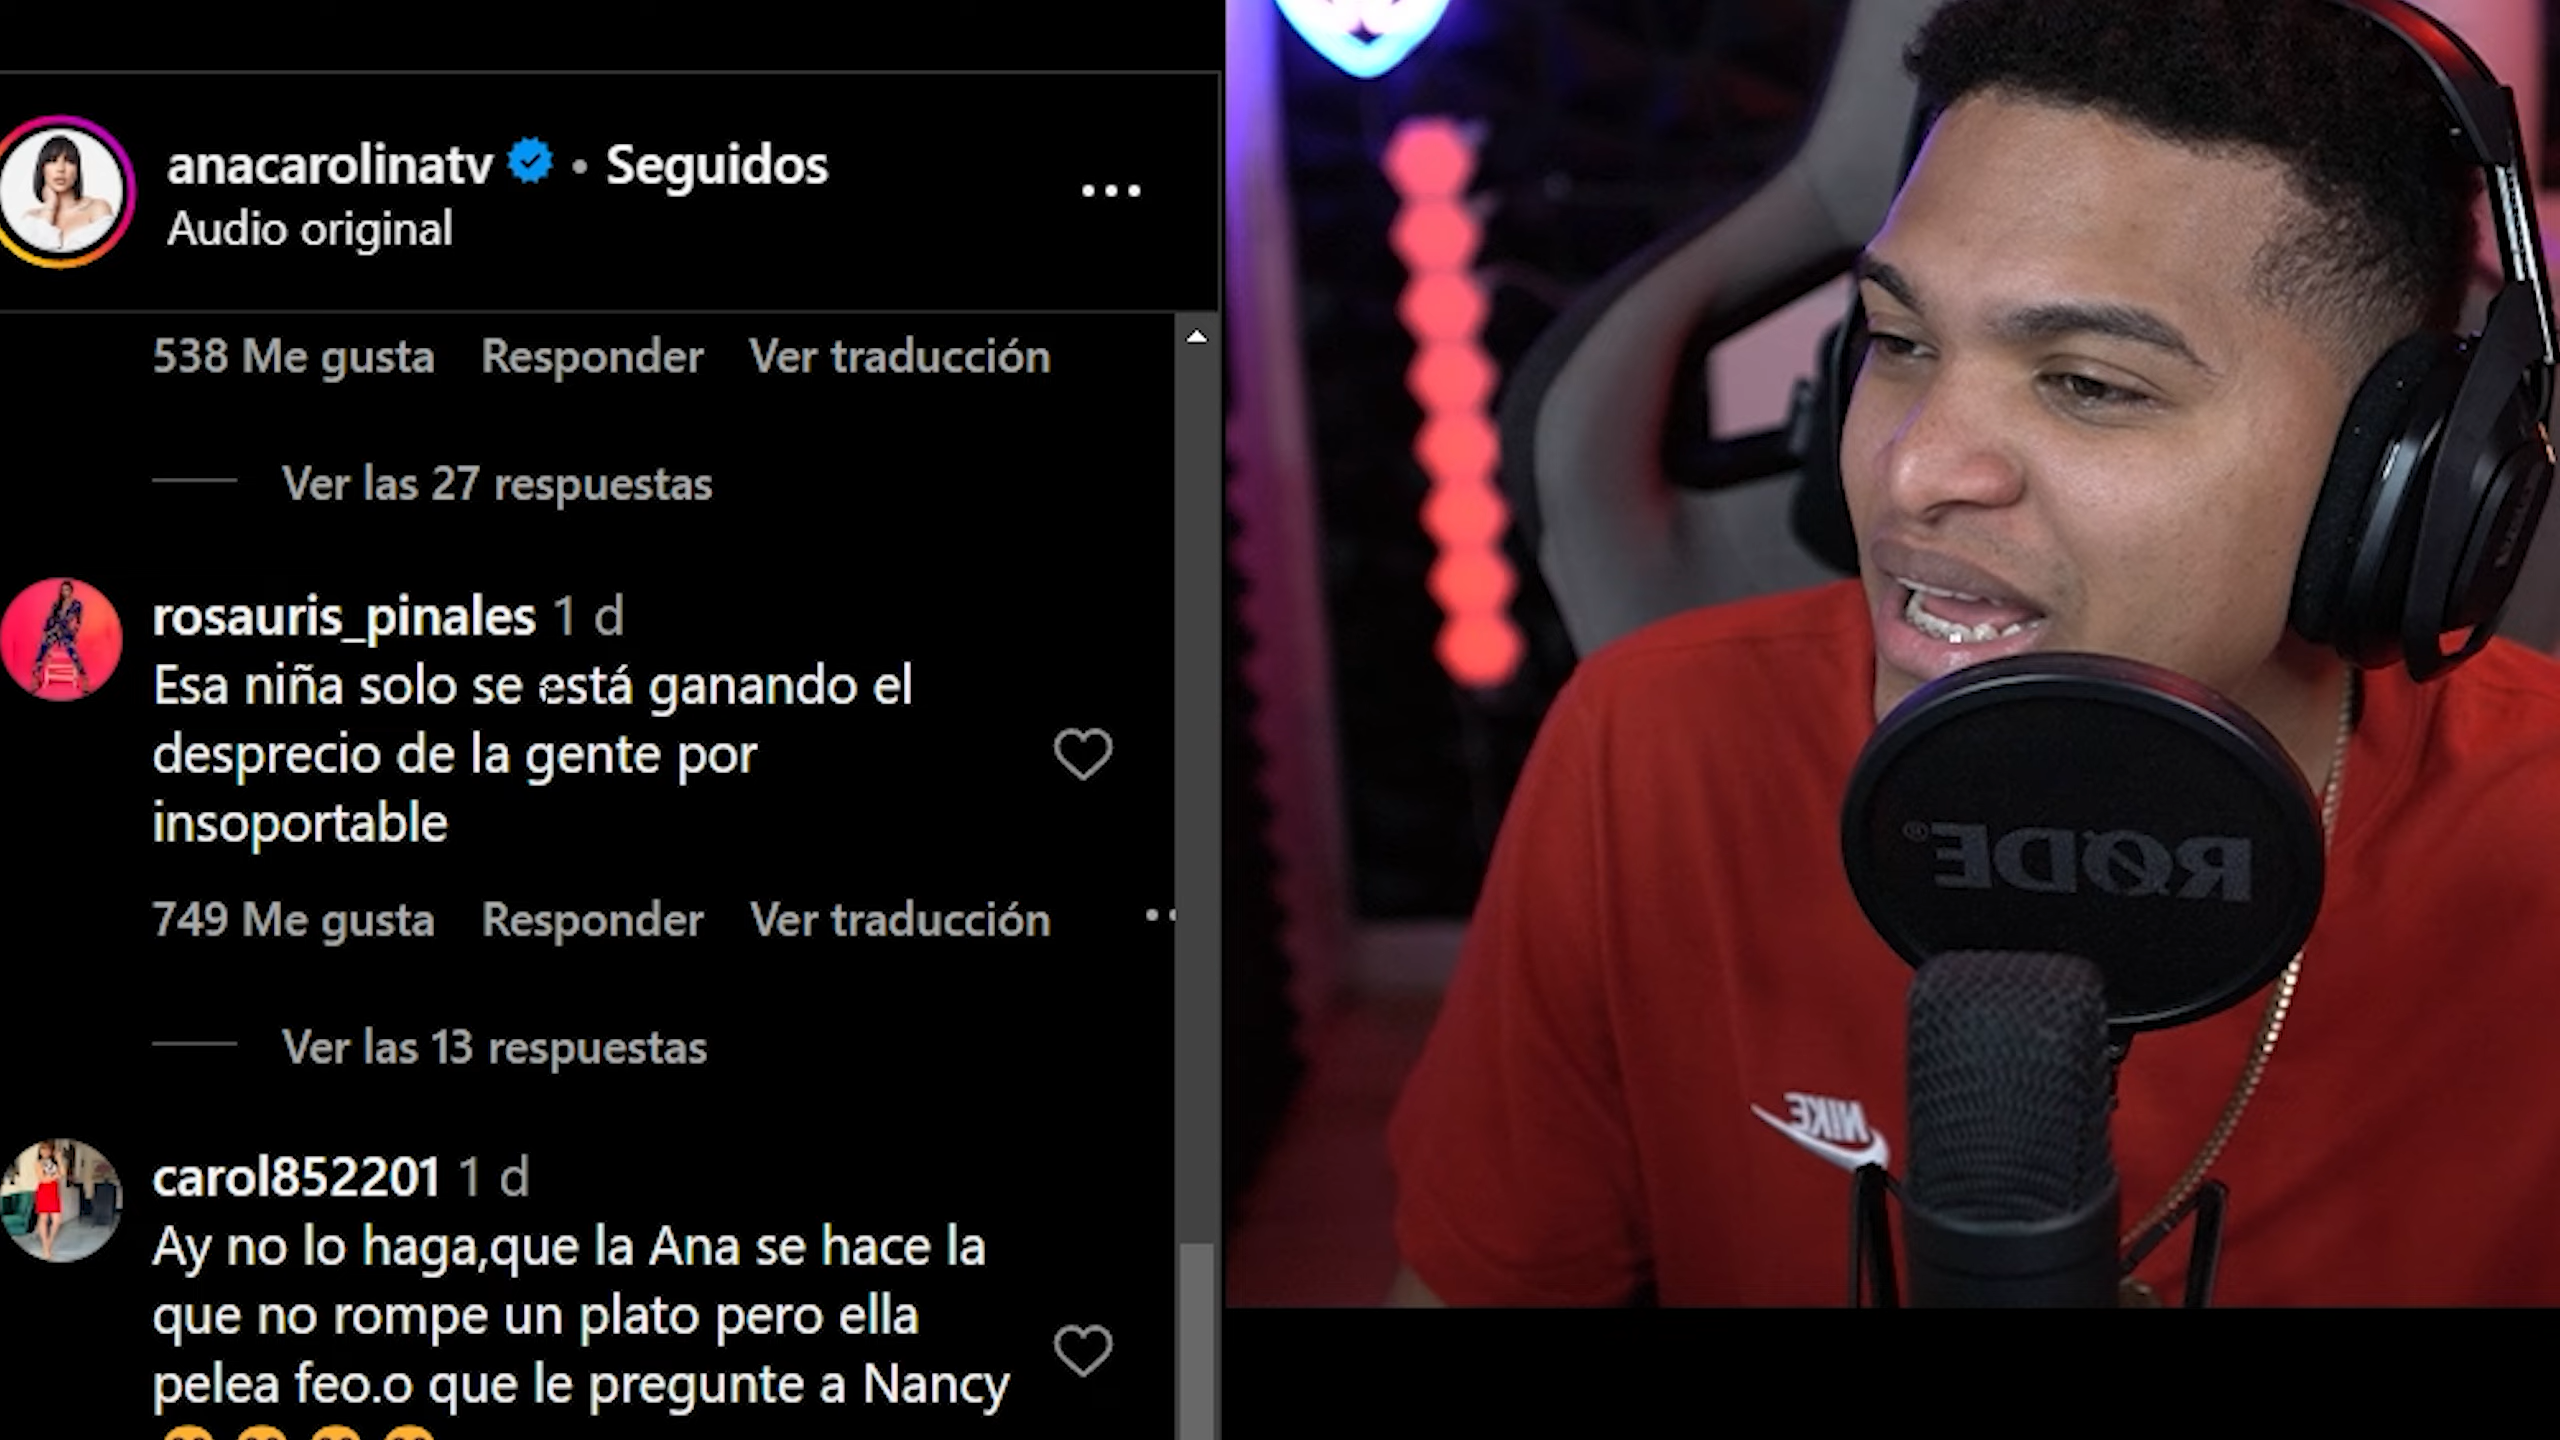 anacarolinatv • Seguidos
Audio original
538 Me gusta Responder Ver traducción
Ver las 27 respuestas
rosauris_pinales 1 d
Esa niña solo se está ganando el
desprecio de la gente por
insoportable
749 Me gusta Responder Ver traducción
Ver las 13 respuestas
carol852201 1 d
Ay no lo haga,que la Ana se hace la
que no rompe un plato pero ella
pelea feo.o que le pregunte a Nancy
RØDE®
NIKE